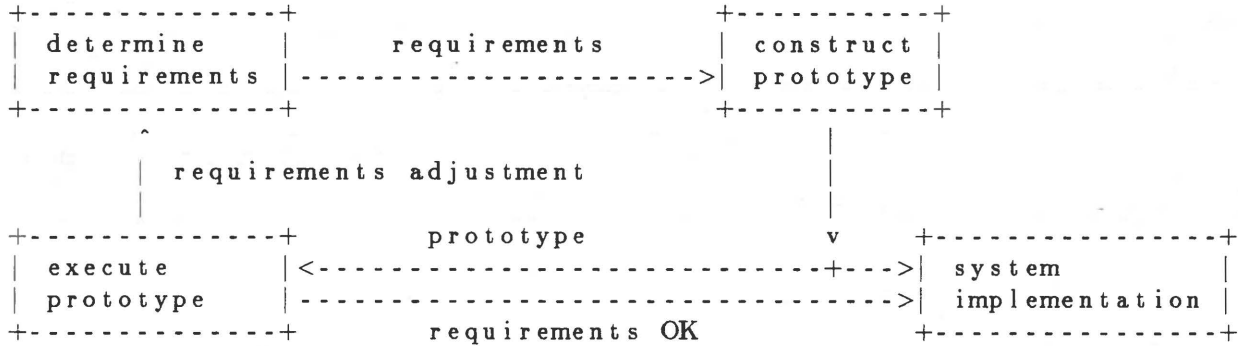 determine requirements construct
requirements prototype
requirements adjustment
prototype
execute system
prototype implementation
requirements OK